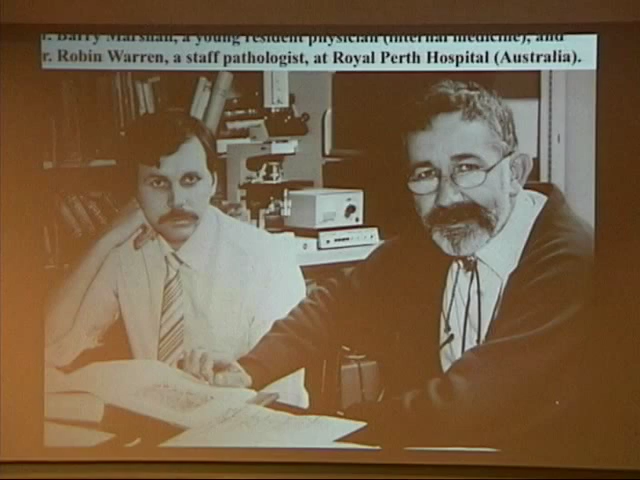 r. Barry Marshall, a young resident physician (internal medicine), and
r. Robin Warren, a staff pathologist, at Royal Perth Hospital (Australia).